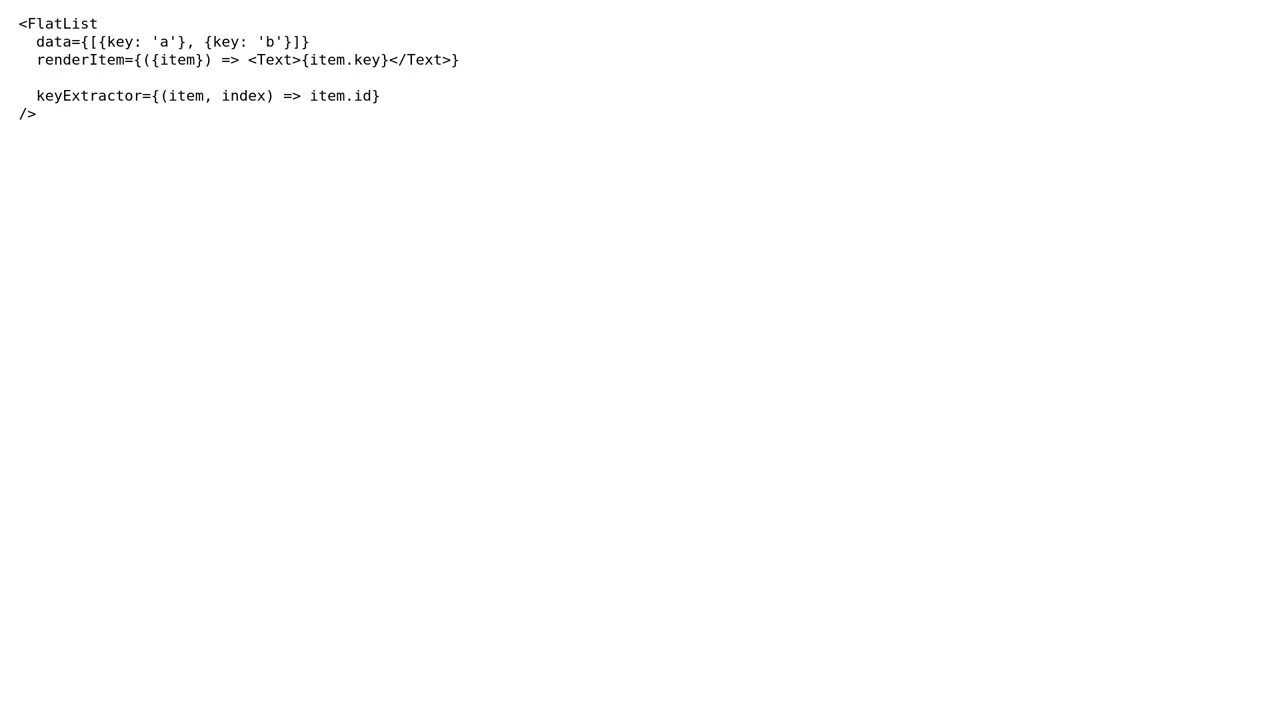 <FlatList
  data={[{key: 'a'}, {key: 'b'}]}
  renderItem={({item}) => <Text>{item.key}</Text>}

  keyExtractor={(item, index) => item.id}
/>